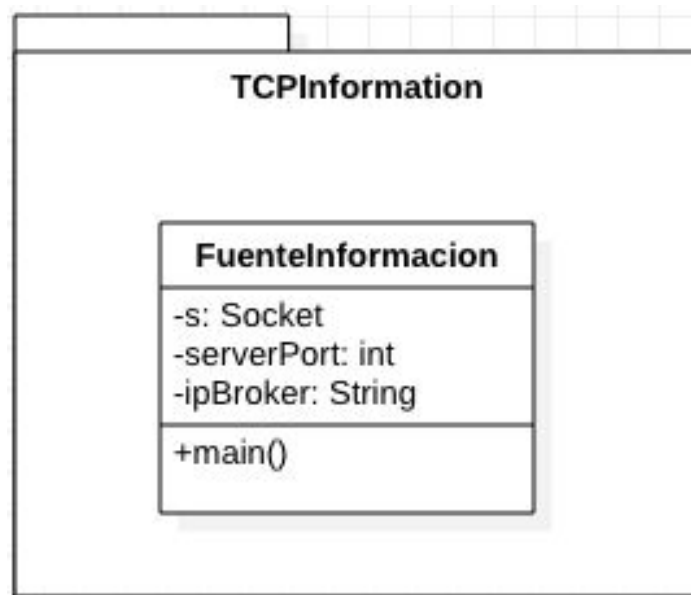 TCPInformation
FuenteInformacion
-s: Socket
-serverPort: int
-ipBroker: String
+main()